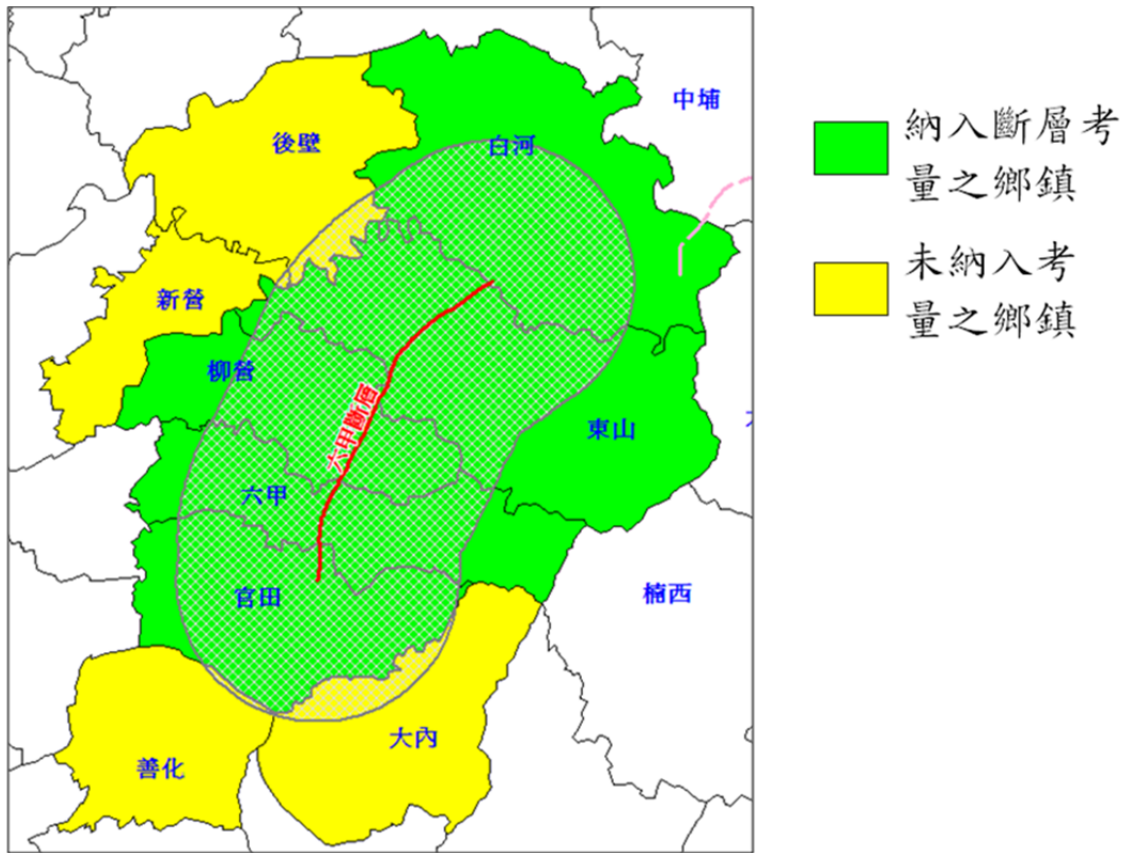 中埔
後壁
白河
新營
柳營
六甲斷層
東山
六甲
官田
楠西
大內
善化
納入斷層考
量之鄉鎮
未納入考
量之鄉鎮